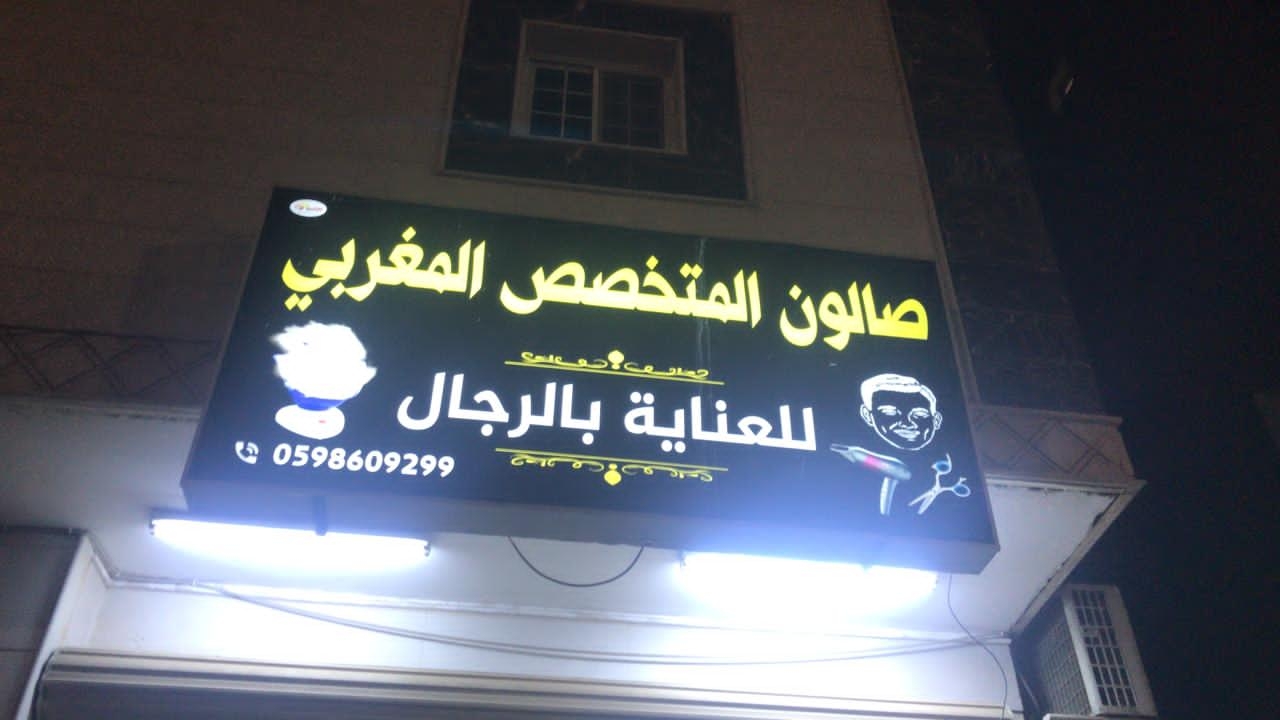 صالون المتخصص المغربي
للعناية بالرجال
0598609299